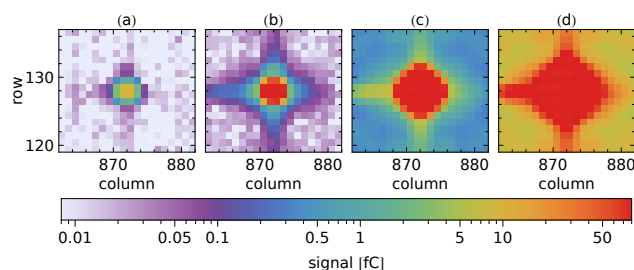 (a) (b) (c) (d)
row
130
120
870 880 870 880 870 880 870 880
column column column column
0.01 0.05 0.1 0.5 1 5 10 50
signal [fC]